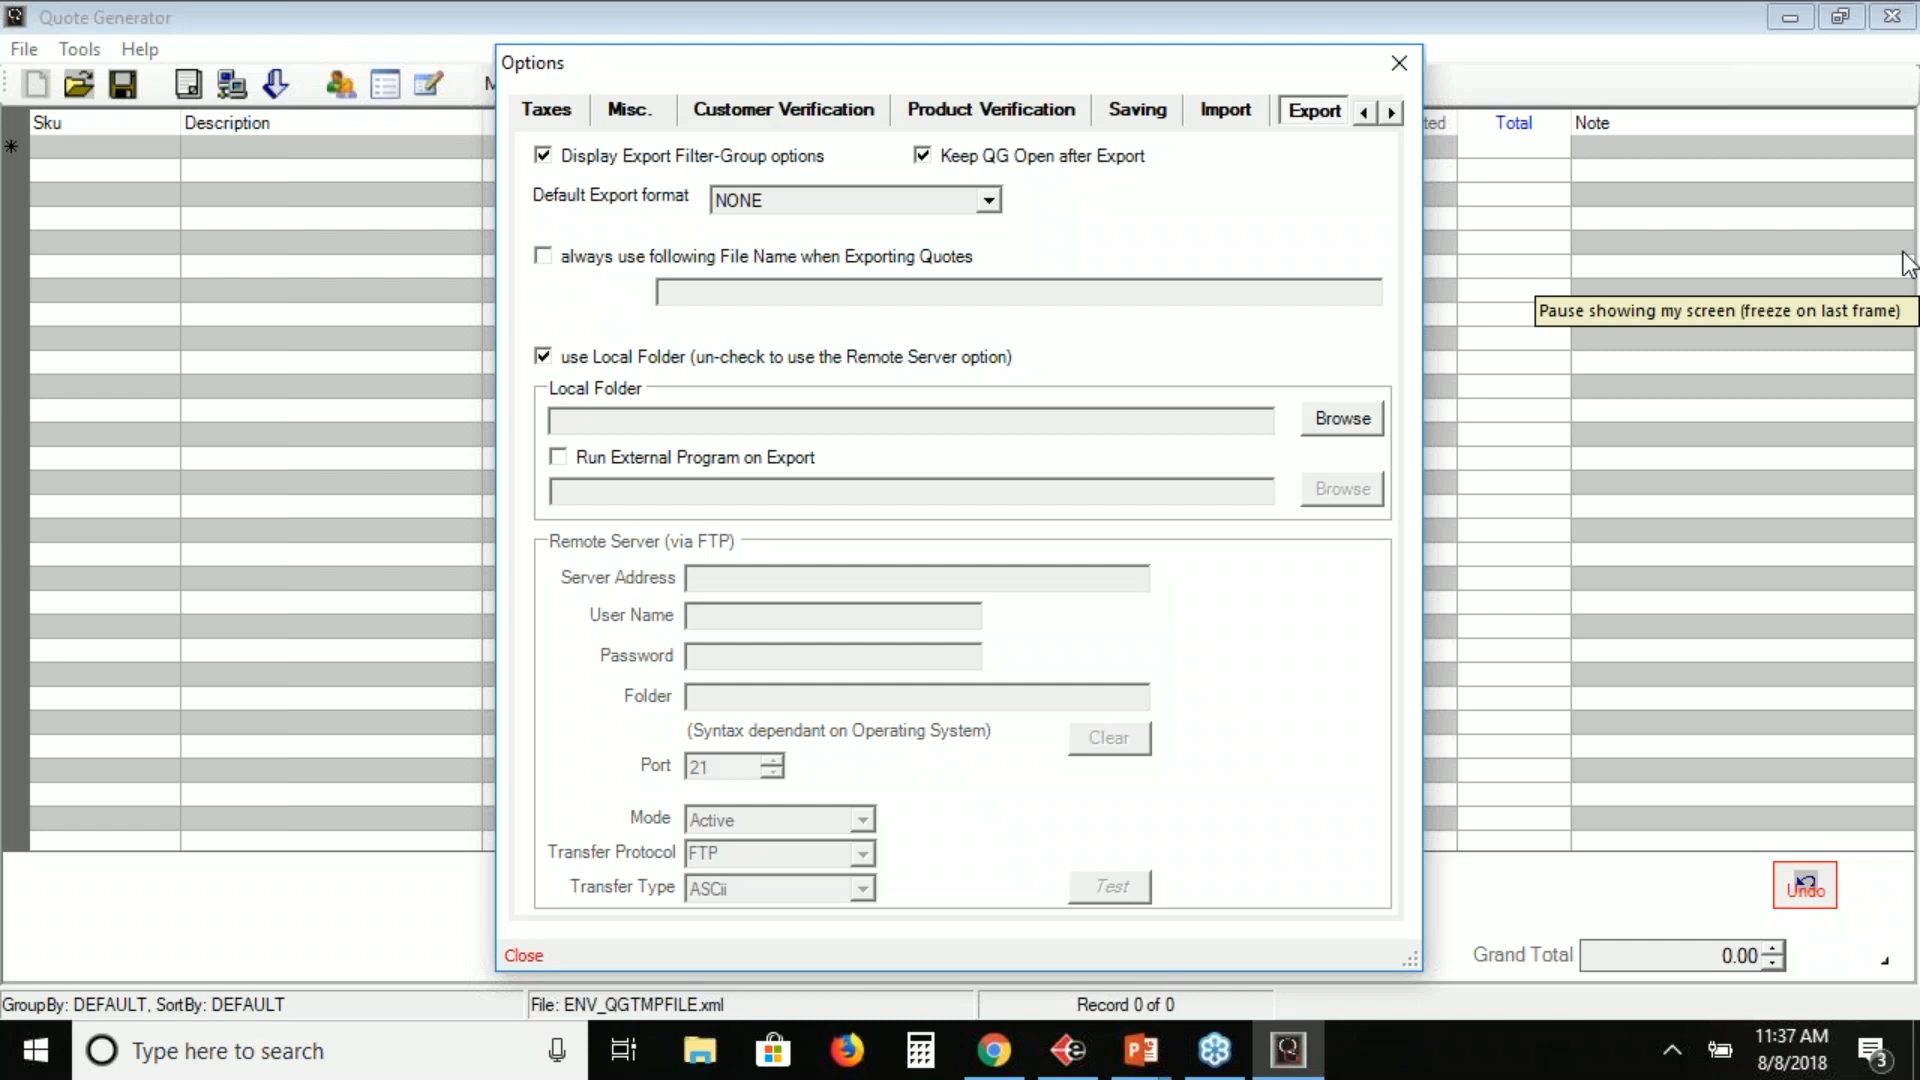 Quote Generator
File Tools Help
M
Sku Description
ted Total Note
Options
Taxes Misc. Customer Verification Product Verification Saving Import Export
Display Export Filter-Group options Keep QG Open after Export
Default Export format NONE
always use following File Name when Exporting Quotes
Pause showing my screen (freeze on last frame)
use Local Folder (un-check to use the Remote Server option)
Local Folder
Browse
Run External Program on Export
Browse
Remote Server (via FTP)
Server Address
User Name
Password
Folder
(Syntax dependant on Operating System) Clear
Port 21
Mode Active
Transfer Protocol FTP
Transfer Type ASCii Test
Close
Undo
Grand Total 0.00
GroupBy: DEFAULT, SortBy: DEFAULT File: ENV_QGTMPFILE.xml Record 0 of 0
Type here to search
11:37 AM
8/8/2018
3